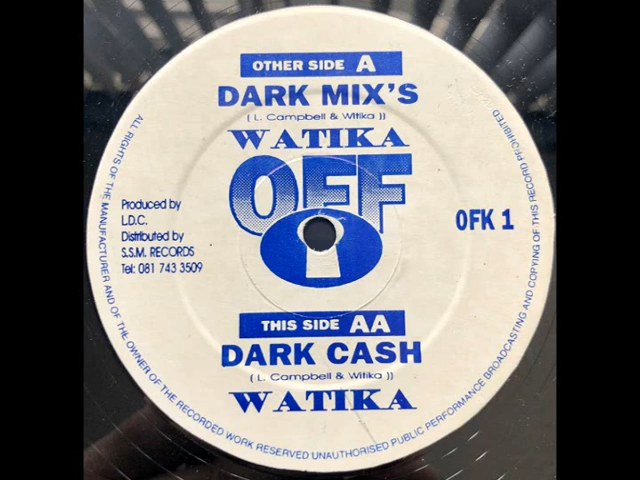 OTHER SIDE A
DARK MIX'S
( L. Campbell & Witika ))
WATIKA
OFF
Produced by
L.D.C.
Distributed by
S.S.M. RECORDS
Tel: 081 743 3509
OFK 1
THIS SIDE AA
DARK CASH
( L. Campbell & Witika ))
WATIKA
ALL RIGHTS OF THE MANUFACTURER AND OF THE OWNER OF THE RECORDED WORK RESERVED UNAUTHORISED PUBLIC PERFORMANCE BROADCASTING AND COPYING OF THIS RECORD PROHIBITED